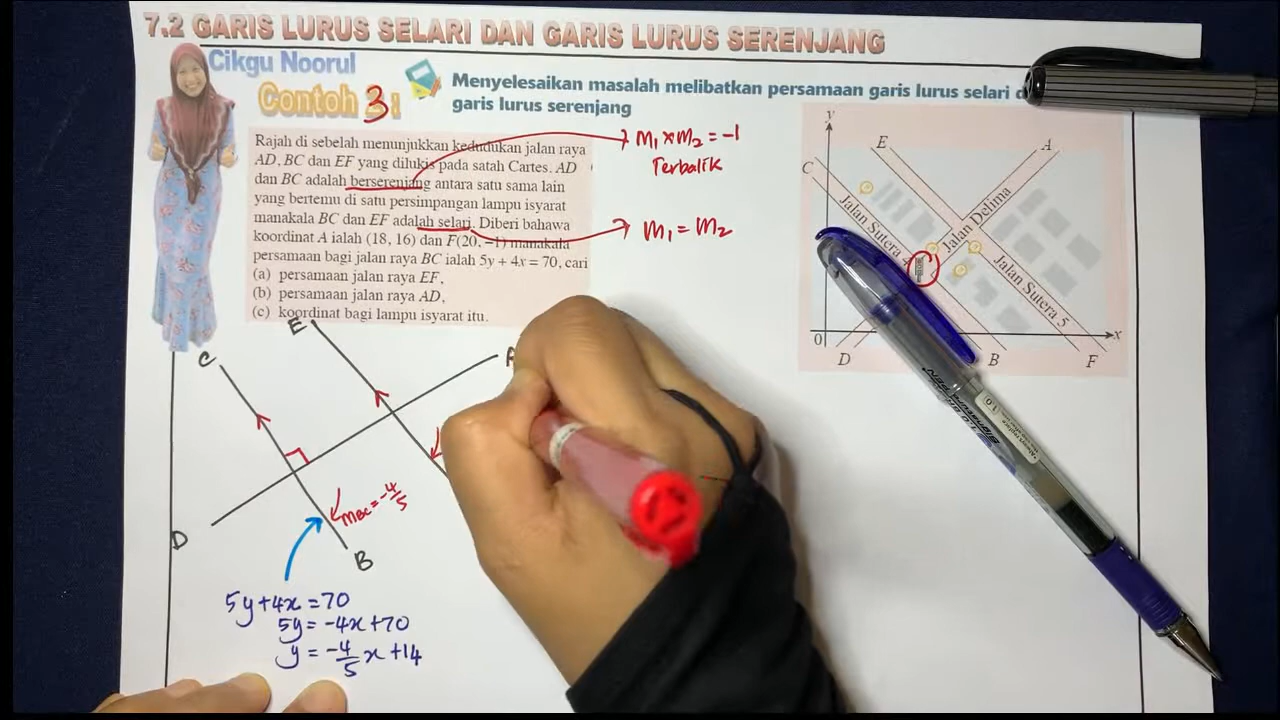 7.2 GARIS LURUS SELARI DAN GARIS LURUS SERENJANG
Cikgu Noorul
Contoh 3:
Menyelesaikan masalah melibatkan persamaan garis lurus selari
garis lurus serenjang
Rajah di sebelah menunjukkan kedudukan jalan raya
AD, BC dan EF yang dilukis pada satah Cartes. AD
dan BC adalah berserenjang antara satu sama lain
yang bertemu di satu persimpangan lampu isyarat
manakala BC dan EF adalah selari. Diberi bahawa
koordinat A ialah (18, 16) dan F(20, −1) manakala
persamaan bagi jalan raya BC ialah 5y + 4x = 70, cari
(a) persamaan jalan raya EF,
(b) persamaan jalan raya AD,
(c) koordinat bagi lampu isyarat itu.
m₁ × m₂ = −1
Terbalik
m₁ = m₂
y
E
A
C
Jalan Sutera
Jalan Delima
Jalan Sutera 5
0
x
D
B
F
E
C
A
D
B
mBC = −4/5
5y + 4x = 70
5y = −4x + 70
y = −4/5 x + 14
PEN
1.0